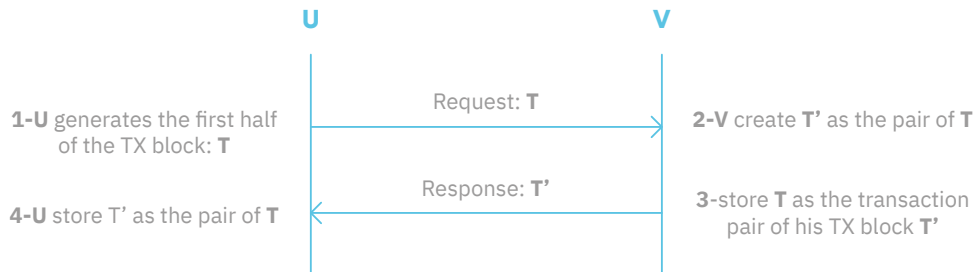 U
V
1-U generates the first half
of the TX block: T
Request: T
2-V create T’ as the pair of T
4-U store T’ as the pair of T
Response: T’
3-store T as the transaction
pair of his TX block T’